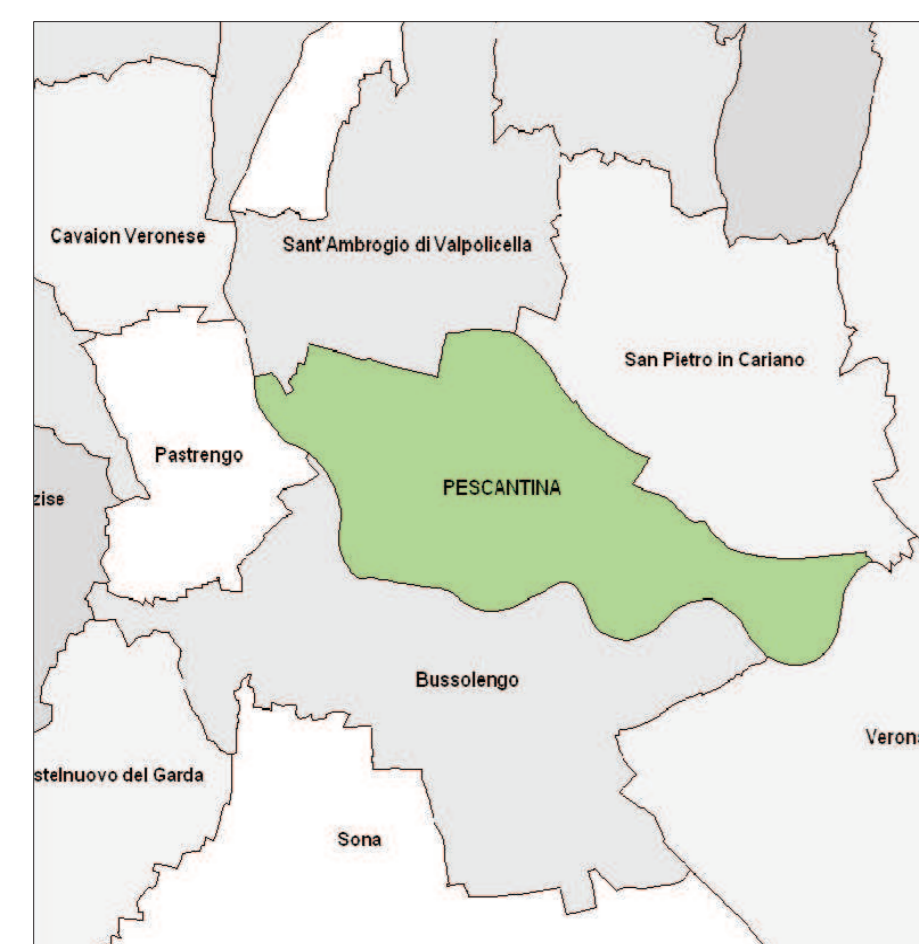 Cavaion Veronese
Sant'Ambrogio di Valpolicella
San Pietro in Cariano
Pastrengo
PESCANTINA
zise
Bussolengo
Veron
stelnuovo del Garda
Sona